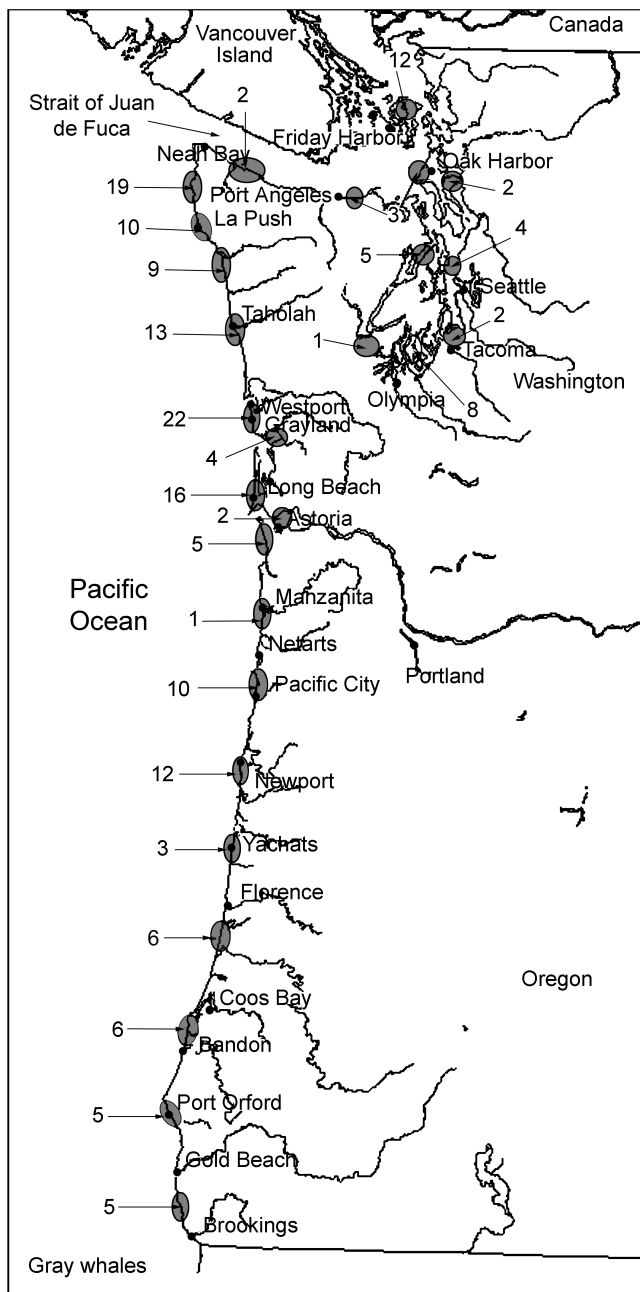 Canada
Vancouver
Island
12
Strait of Juan
de Fuca
2
Friday Harbor
Neah Bay
Oak Harbor
19
Port Angeles
2
La Push
3
10
4
5
9
Seattle
Taholah
2
13
1
Tacoma
Washington
Olympia
8
Westport
22
Grayland
4
Long Beach
16
2
Astoria
5
Pacific
Ocean
Manzanita
1
Netarts
Portland
Pacific City
10
12
Newport
3
Yachats
Florence
6
Oregon
Coos Bay
6
Bandon
Port Orford
5
Gold Beach
5
Brookings
Gray whales